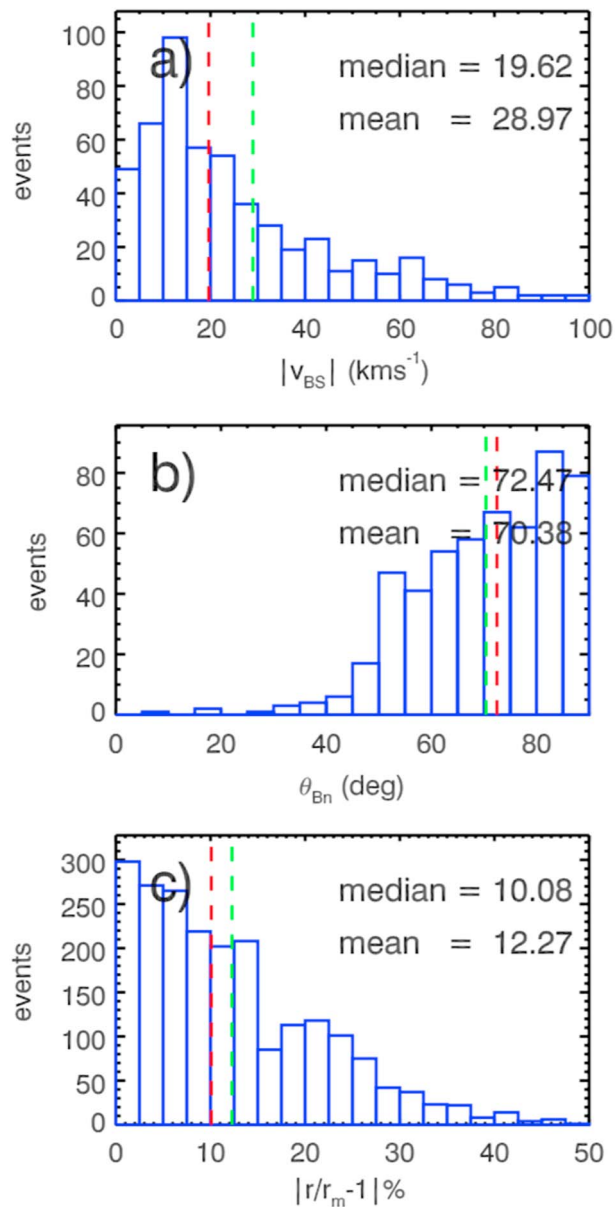 a)
median = 19.62
mean = 28.97
100
80
60
40
20
0
events
0 20 40 60 80 100
|v_BS| (kms⁻¹)
b)
median = 72.47
mean = 70.38
80
60
40
20
0
events
0 20 40 60 80
θ_Bn (deg)
c)
median = 10.08
mean = 12.27
300
250
200
150
100
50
0
events
0 10 20 30 40 50
|r/r_m-1|%